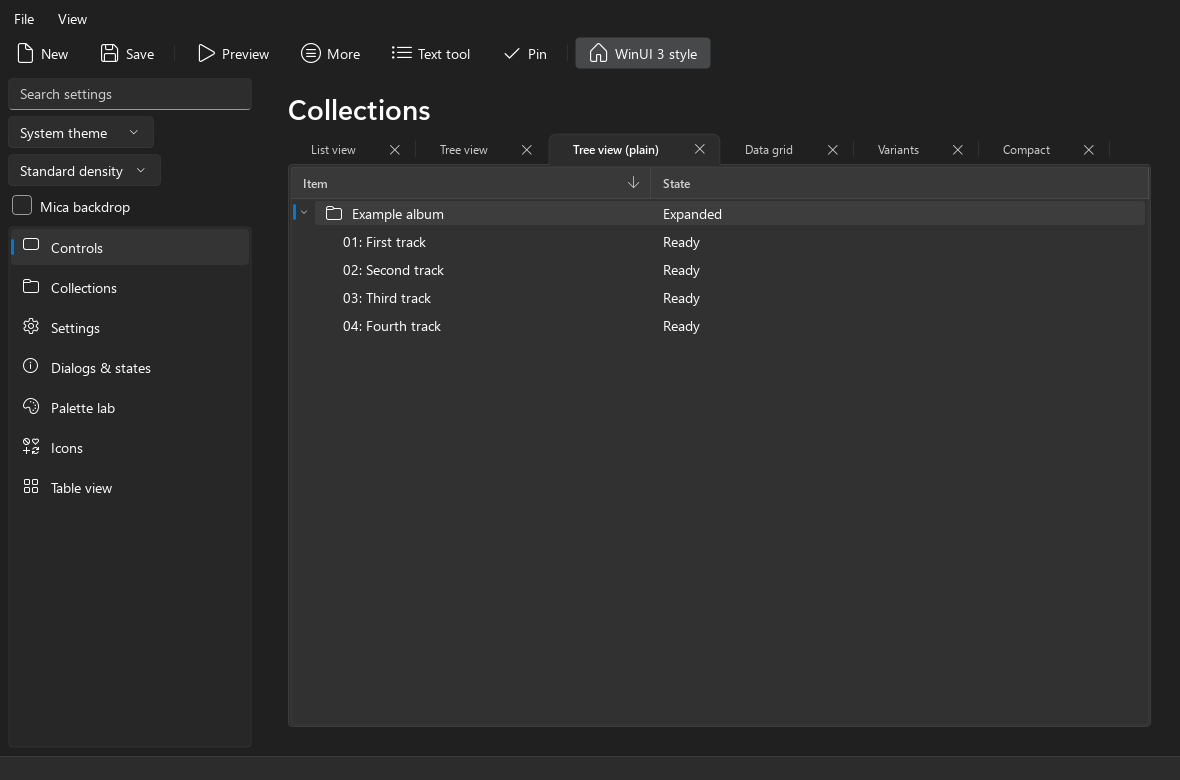 File View
New Save Preview More Text tool Pin WinUI 3 style
Search settings
System theme
Standard density
Mica backdrop
Controls
Collections
Settings
Dialogs & states
Palette lab
Icons
Table view
Collections
List view Tree view Tree view (plain) Data grid Variants Compact
Item State
Example album Expanded
01: First track Ready
02: Second track Ready
03: Third track Ready
04: Fourth track Ready